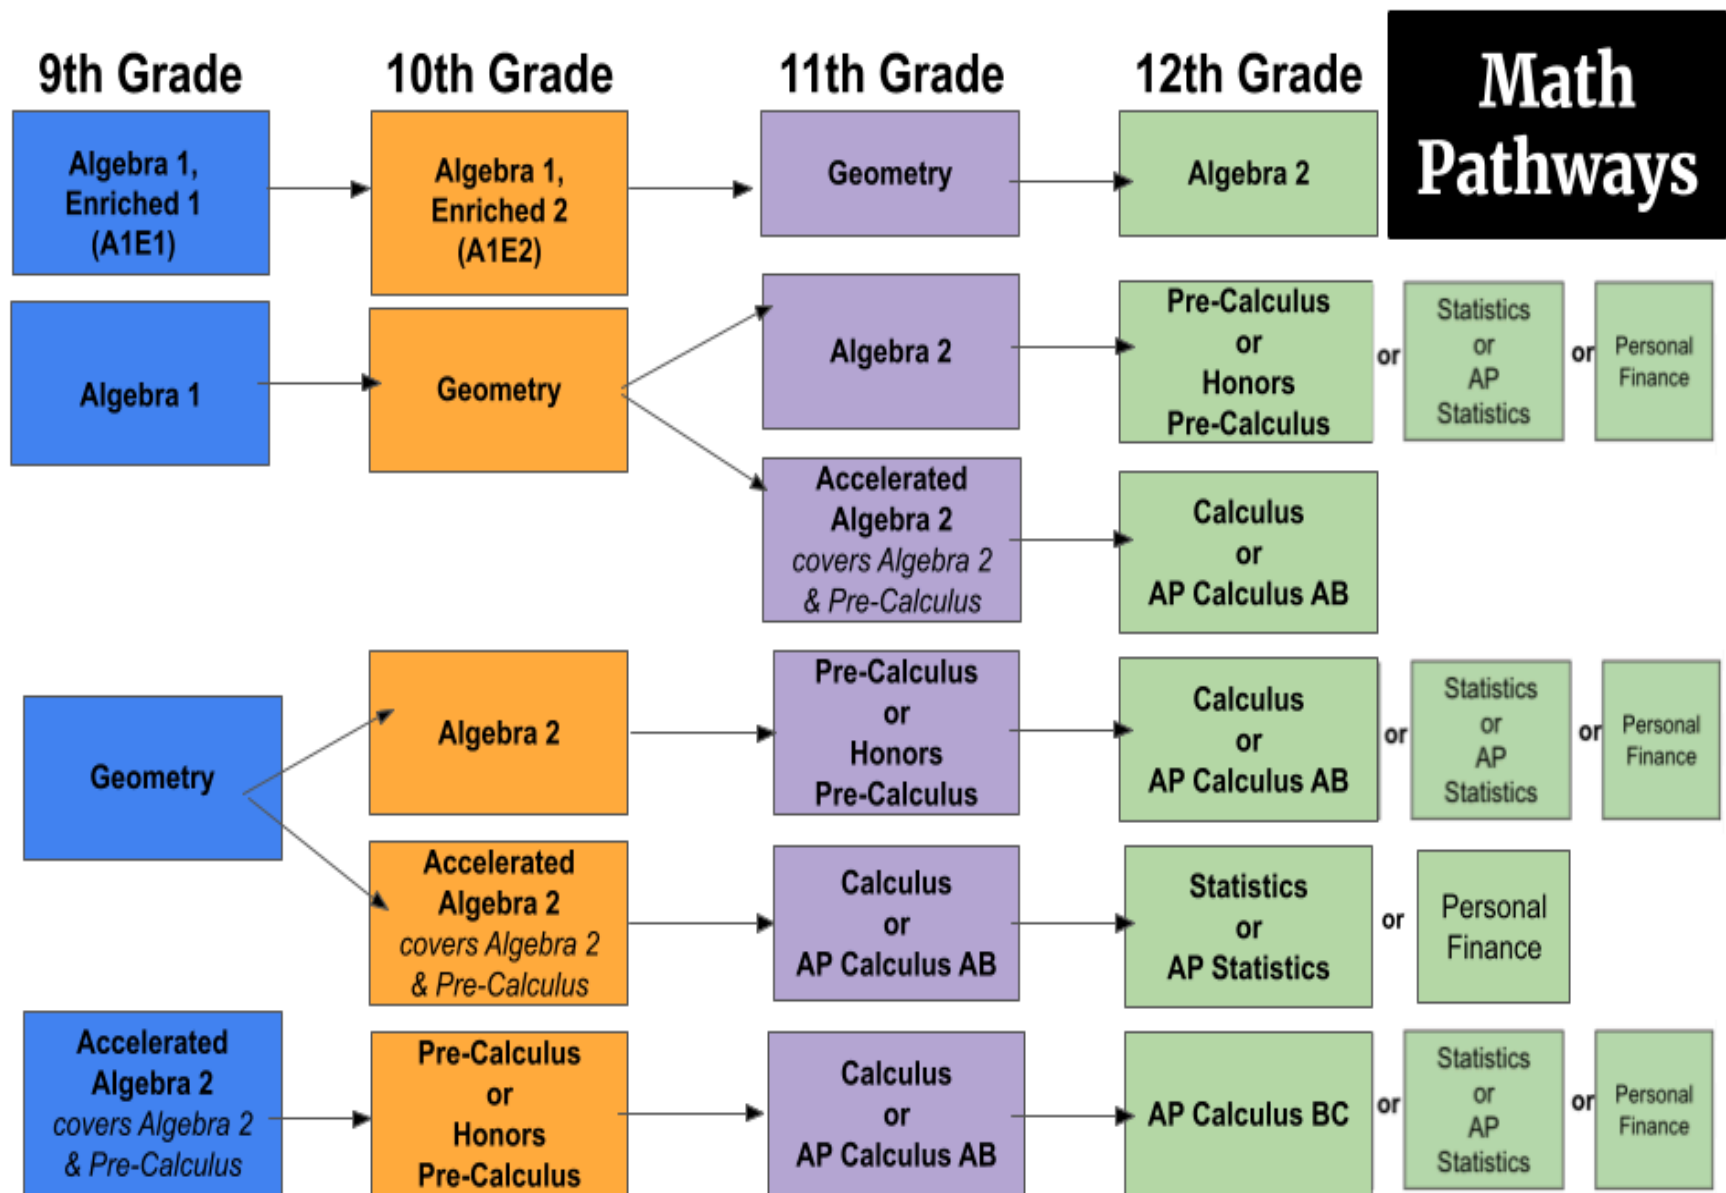 9th Grade
10th Grade
11th Grade
12th Grade
Math
Pathways
Algebra 1,
Enriched 1
(A1E1)
Algebra 1,
Enriched 2
(A1E2)
Geometry
Algebra 2
Algebra 1
Geometry
Algebra 2
Pre-Calculus
or
Honors
Pre-Calculus
or
Statistics
or
AP
Statistics
or
Personal
Finance
Accelerated
Algebra 2
covers Algebra 2
& Pre-Calculus
Calculus
or
AP Calculus AB
Geometry
Algebra 2
Pre-Calculus
or
Honors
Pre-Calculus
Calculus
or
AP Calculus AB
or
Statistics
or
AP
Statistics
or
Personal
Finance
Accelerated
Algebra 2
covers Algebra 2
& Pre-Calculus
Calculus
or
AP Calculus AB
Statistics
or
AP Statistics
or
Personal
Finance
Accelerated
Algebra 2
covers Algebra 2
& Pre-Calculus
Pre-Calculus
or
Honors
Pre-Calculus
Calculus
or
AP Calculus AB
AP Calculus BC
or
Statistics
or
AP
Statistics
or
Personal
Finance